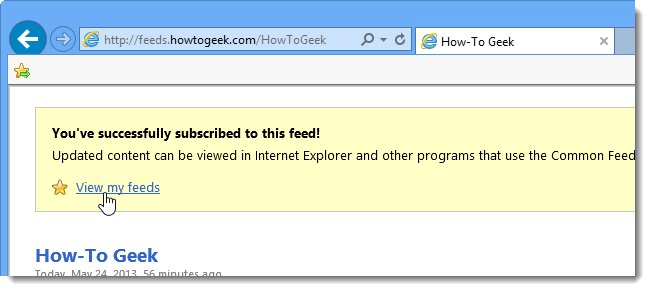 http://feeds.howtogeek.com/HowToGeek
How-To Geek
You've successfully subscribed to this feed!
Updated content can be viewed in Internet Explorer and other programs that use the Common Feed
View my feeds
How-To Geek
Today, May 24, 2013, 56 minutes ago